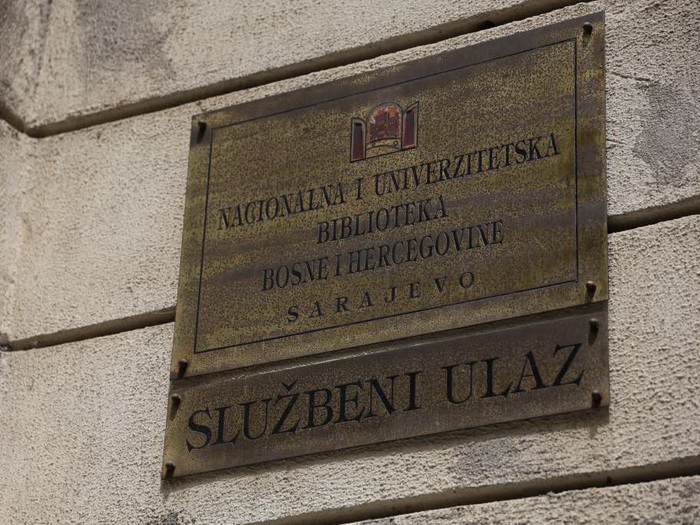 NACIONALNA I UNIVERZITETSKA
BIBLIOTEKA
BOSNE I HERCEGOVINE
SARAJEVO
SLUŽBENI ULAZ